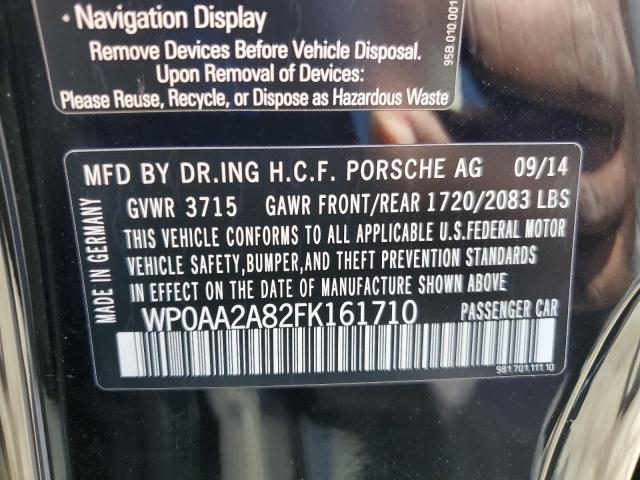 • Navigation Display
Remove Devices Before Vehicle Disposal.
Upon Removal of Devices:
Please Reuse, Recycle, or Dispose as Hazardous Waste
95B.010.001
MADE IN GERMANY
MFD BY DR.ING H.C.F. PORSCHE AG 09/14
GVWR 3715 GAWR FRONT/REAR 1720/2083 LBS
THIS VEHICLE CONFORMS TO ALL APPLICABLE U.S.FEDERAL MOTOR
VEHICLE SAFETY,BUMPER,AND THEFT PREVENTION STANDARDS
IN EFFECT ON THE DATE OF MANUFACTURE SHOWN ABOVE
WP0AA2A82FK161710 PASSENGER CAR
981.701.111.10